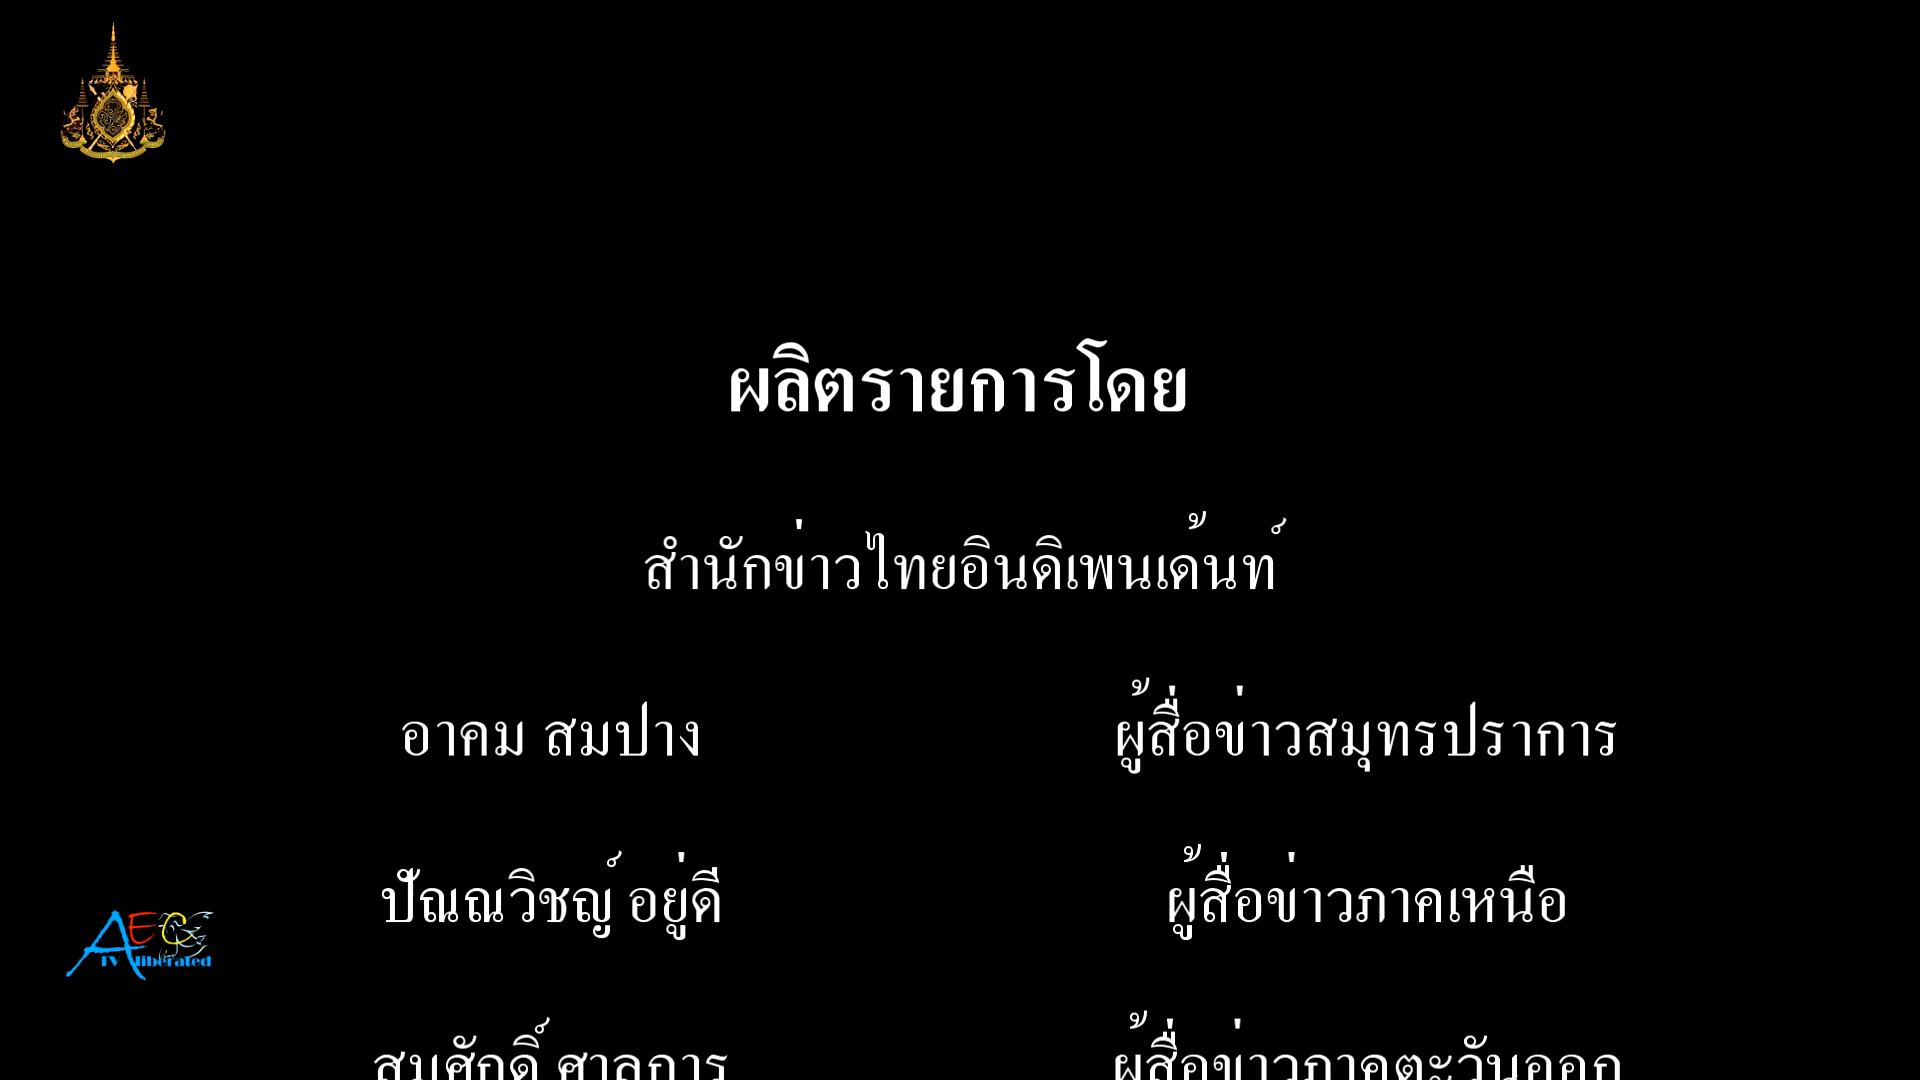 ผลิตรายการโดย
สำนักข่าวไทยอินดิเพนเด้นท์
อาคม สมปาง ผู้สื่อข่าวสมุทรปราการ
ปัณณวิชญ์ อยู่ดี ผู้สื่อข่าวภาคเหนือ
AEC
TV liberated
สมศักดิ์ ศาลการ ผู้สื่อข่าวภาคตะวันออก